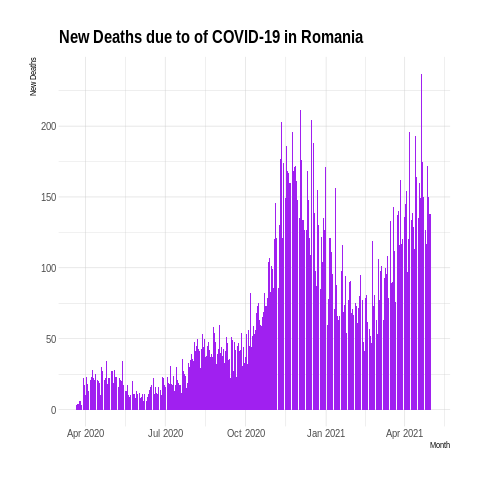 New Deaths due to of COVID-19 in Romania
New Deaths
200
150
100
50
0
Apr 2020
Jul 2020
Oct 2020
Jan 2021
Apr 2021
Month